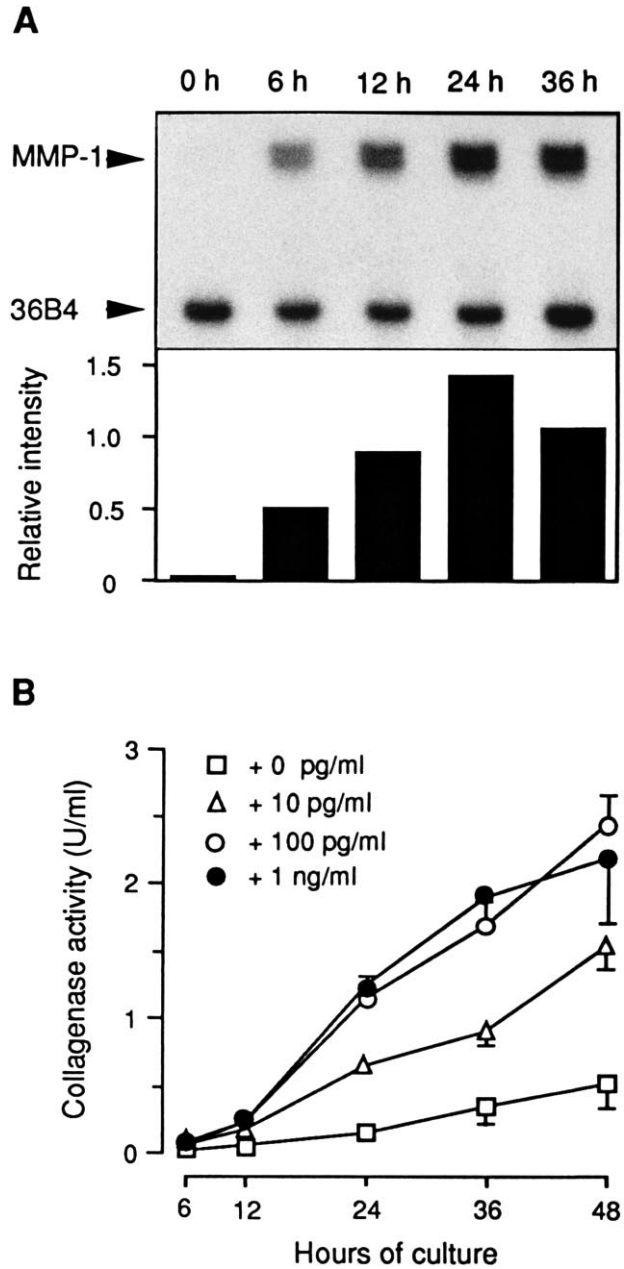 A
0 h 6 h 12 h 24 h 36 h
MMP-1
36B4
Relative intensity
1.5
1.0
0.5
0
B
Collagenase activity (U/ml)
3
2
1
0
+ 0 pg/ml
+ 10 pg/ml
+ 100 pg/ml
+ 1 ng/ml
6 12 24 36 48
Hours of culture